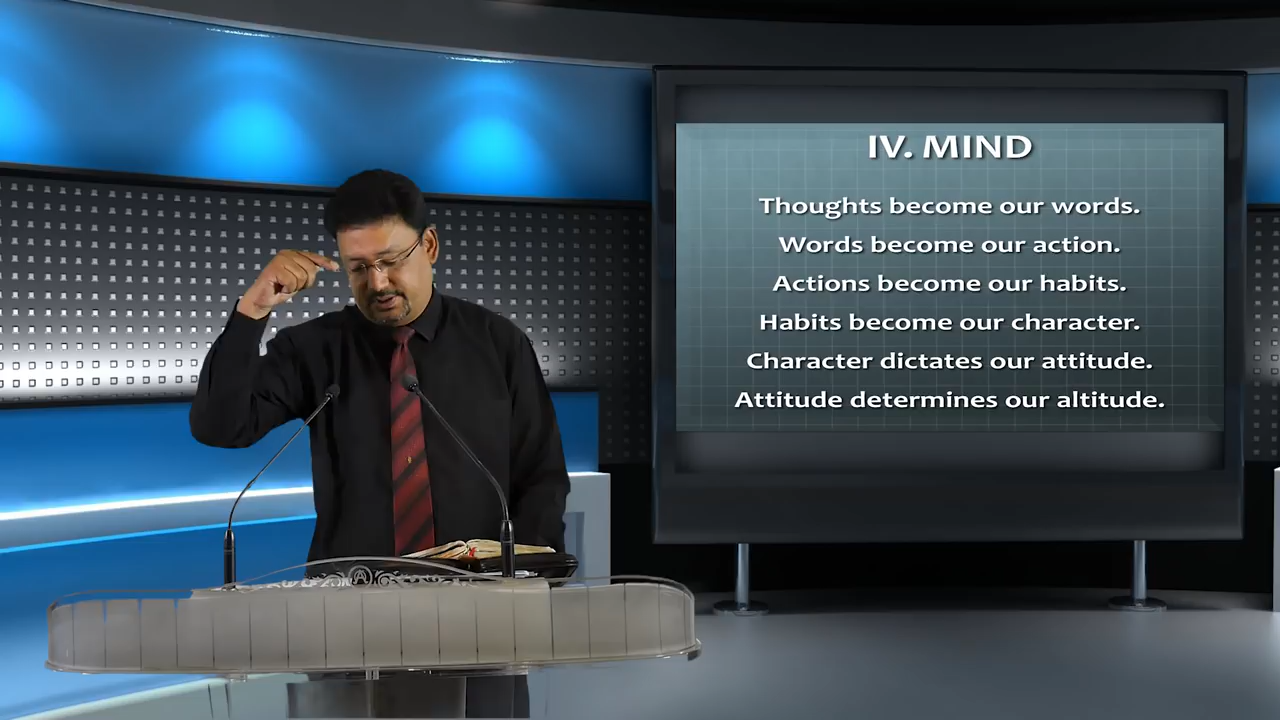 IV. MIND
Thoughts become our words.
Words become our action.
Actions become our habits.
Habits become our character.
Character dictates our attitude.
Attitude determines our altitude.